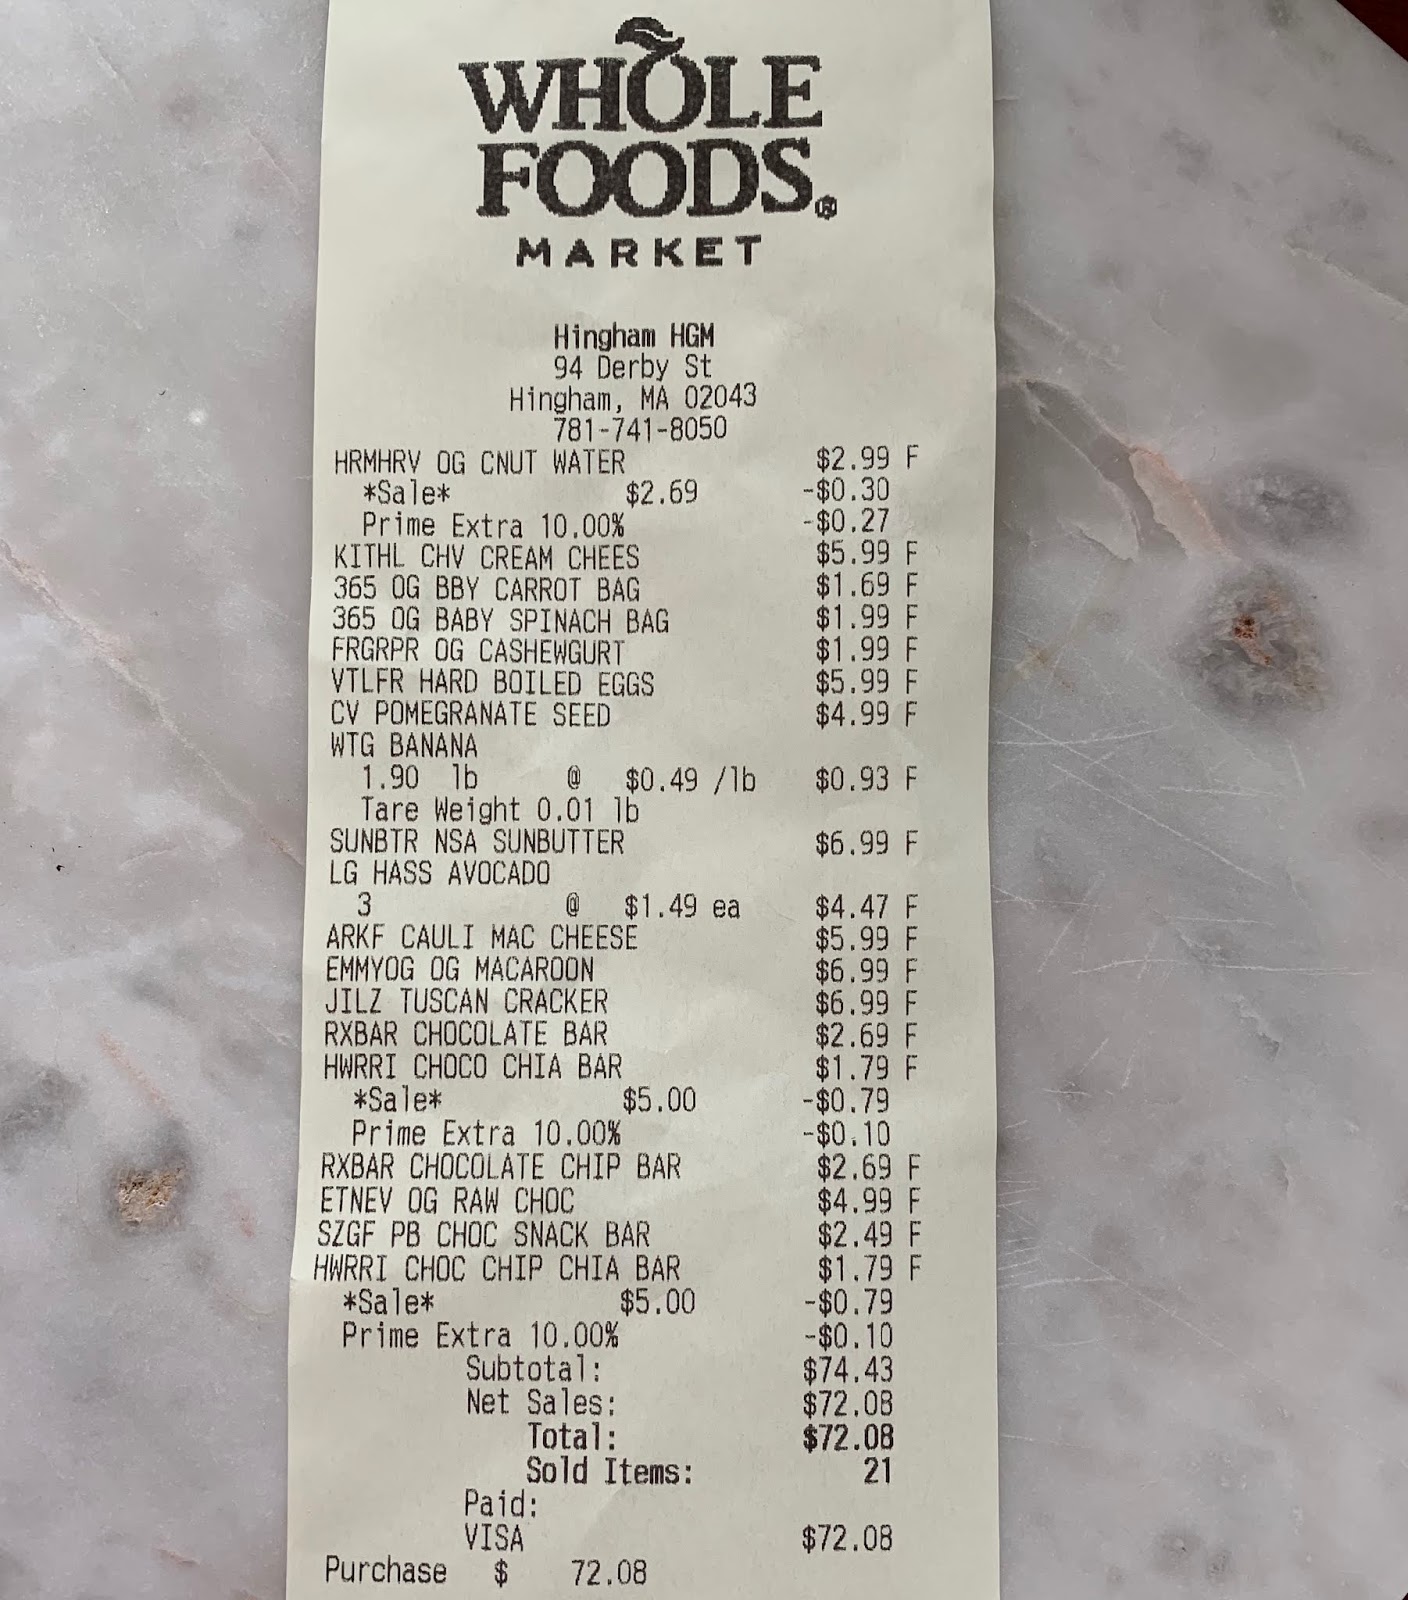 WHOLE
FOODS®
MARKET
Hingham HGM
94 Derby St
Hingham, MA 02043
781-741-8050
HRMHRV OG CNUT WATER $2.99 F
*Sale* $2.69 -$0.30
Prime Extra 10.00% -$0.27
KITHL CHV CREAM CHEES $5.99 F
365 OG BBY CARROT BAG $1.69 F
365 OG BABY SPINACH BAG $1.99 F
FRGRPR OG CASHEWGURT $1.99 F
VTLFR HARD BOILED EGGS $5.99 F
CV POMEGRANATE SEED $4.99 F
WTG BANANA
1.90 lb @ $0.49 /lb $0.93 F
Tare Weight 0.01 lb
SUNBTR NSA SUNBUTTER $6.99 F
LG HASS AVOCADO
3 @ $1.49 ea $4.47 F
ARKF CAULI MAC CHEESE $5.99 F
EMMYOG OG MACAROON $6.99 F
JILZ TUSCAN CRACKER $6.99 F
RXBAR CHOCOLATE BAR $2.69 F
HWRRI CHOCO CHIA BAR $1.79 F
*Sale* $5.00 -$0.79
Prime Extra 10.00% -$0.10
RXBAR CHOCOLATE CHIP BAR $2.69 F
ETNEV OG RAW CHOC $4.99 F
SZGF PB CHOC SNACK BAR $2.49 F
HWRRI CHOC CHIP CHIA BAR $1.79 F
*Sale* $5.00 -$0.79
Prime Extra 10.00% -$0.10
Subtotal: $74.43
Net Sales: $72.08
Total: $72.08
Sold Items: 21
Paid:
VISA $72.08
Purchase $ 72.08